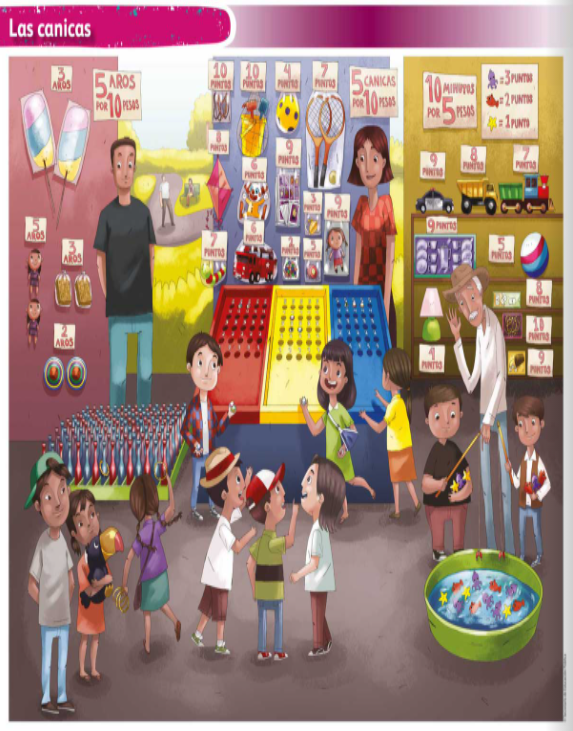 Las canicas
3
AROS
5 AROS
POR 10 PESOS
5
AROS
3
AROS
2
AROS
10
PUNTOS
10
PUNTOS
4
PUNTOS
7
PUNTOS
5 CANICAS
POR 10 PESOS
8
PUNTOS
6
PUNTOS
9
PUNTOS
3
PUNTOS
9
PUNTOS
7
PUNTOS
6
PUNTOS
2
PUNTOS
5
PUNTOS
10 MINUTOS
POR 5 PESOS
= 3 PUNTOS
= 2 PUNTOS
= 1 PUNTO
9
PUNTOS
8
PUNTOS
7
PUNTOS
9 PUNTOS
5
PUNTOS
8
PUNTOS
10
PUNTOS
4
PUNTOS
9
PUNTOS